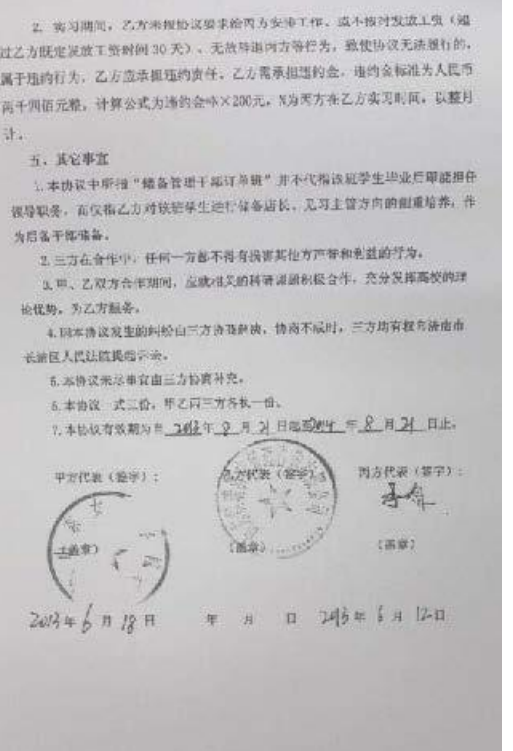 2. 实习期间，乙方未按协议要求给丙方安排工作、或不按时发放工资（超
过乙方既定发放工资时间30天）、无故辱退丙方等行为，致使协议无法履行的，
属于违约行为，乙方应承担违约责任。乙方需承担违约金，违约金标准为人民币
两千四佰元整，计算公式为违约金=N×200元，N为丙方在乙方实习时间，以整月
计。
五、其它事宜
1.本协议中所指“储备管理干部订单班”并不代指该班学生毕业后即能担任
领导职务，而仅指乙方对该班学生进行储备店长、见习主管方向的侧重培养，作
为后备干部储备。
2.三方在合作中，任何一方都不得有损害其他方声誉和利益的行为。
3.甲、乙双方合作期间，应就相关的科研课题积极合作，充分发挥高校的理
论优势，为乙方服务。
4.因本协议发生的纠纷由三方协商解决，协商不成时，三方均有权向济南市
长清区人民法院提起诉讼。
5.本协议未尽事宜由三方协商补充。
6.本协议一式三份，甲乙丙三方各执一份。
7.本协议有效期为自 2013 年 8 月 21 日起至 2014 年 8 月 21 日止。
甲方代表（签字）： 乙方代表（签字） 丙方代表（签字）：
（盖章） （盖章） （盖章）
2013年6月18日 年 月 日 2013年6月12日